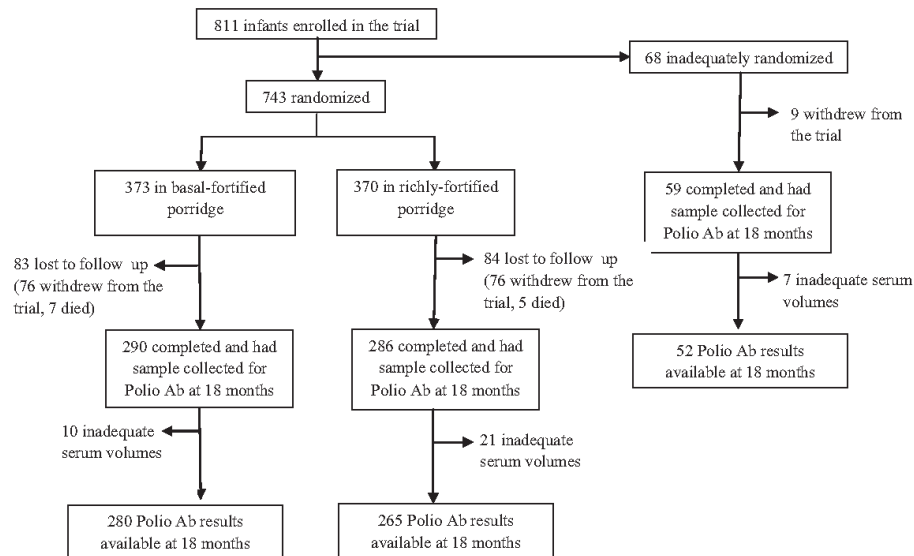 811 infants enrolled in the trial
68 inadequately randomized
743 randomized
9 withdrew from
the trial
373 in basal-fortified
porridge
370 in richly-fortified
porridge
59 completed and had
sample collected for
Polio Ab at 18 months
83 lost to follow up
(76 withdrew from the
trial, 7 died)
84 lost to follow up
(76 withdrew from the
trial, 5 died)
7 inadequate serum
volumes
290 completed and had
sample collected for
Polio Ab at 18 months
286 completed and had
sample collected for
Polio Ab at 18 months
52 Polio Ab results
available at 18 months
10 inadequate
serum volumes
21 inadequate
serum volumes
280 Polio Ab results
available at 18 months
265 Polio Ab results
available at 18 months